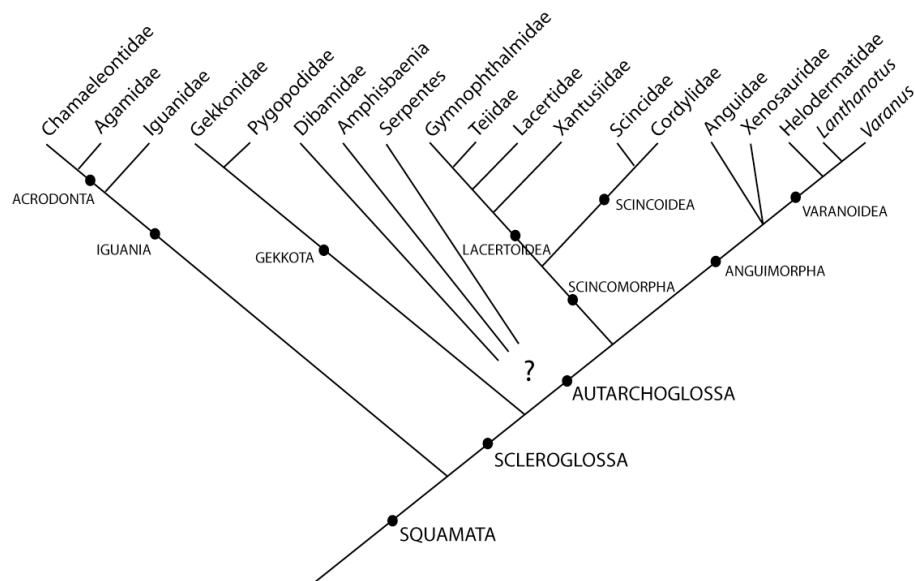 Chamaeleontidae
Agamidae
Iguanidae
Gekkonidae
Pygopodidae
Dibamidae
Amphisbaenia
Serpentes
Gymnophthalmidae
Teiidae
Lacertidae
Xantusiidae
Scincidae
Cordylidae
Anguidae
Xenosauridae
Helodermatidae
Lanthanotus
Varanus
ACRODONTA
IGUANIA
GEKKOTA
LACERTOIDEA
SCINCOIDEA
VARANOIDEA
ANGUIMORPHA
SCINCOMORPHA
?
AUTARCHOGLOSSA
SCLEROGLOSSA
SQUAMATA